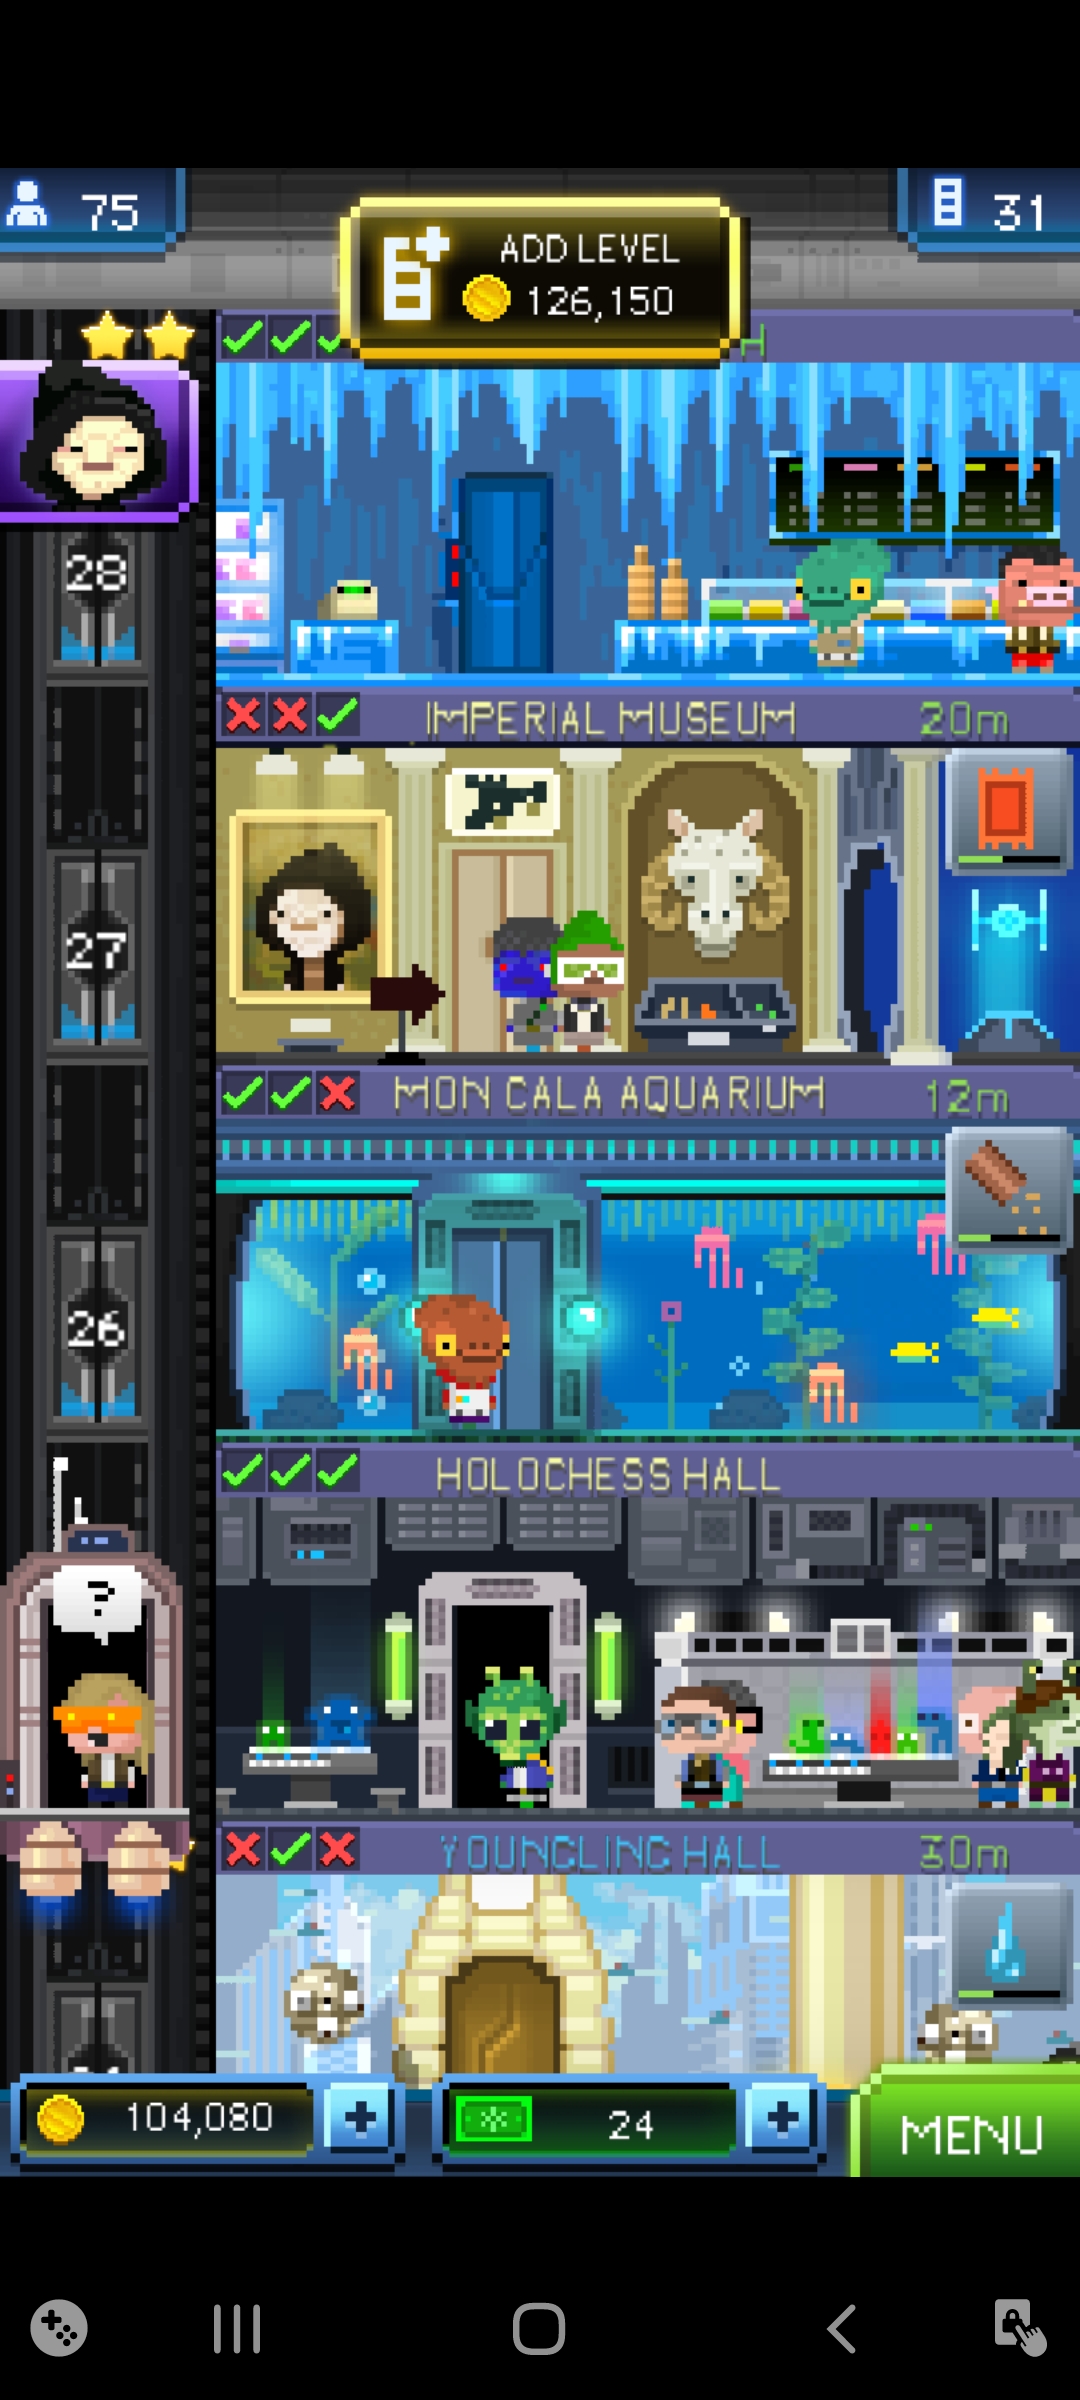 75
ADD LEVEL
126,150
31
H
28
IMPERIAL MUSEUM 20m
27
MON CALA AQUARIUM 12m
26
HOLOCHESS HALL
?
YOUNGLING HALL 30m
104,080
24
MENU